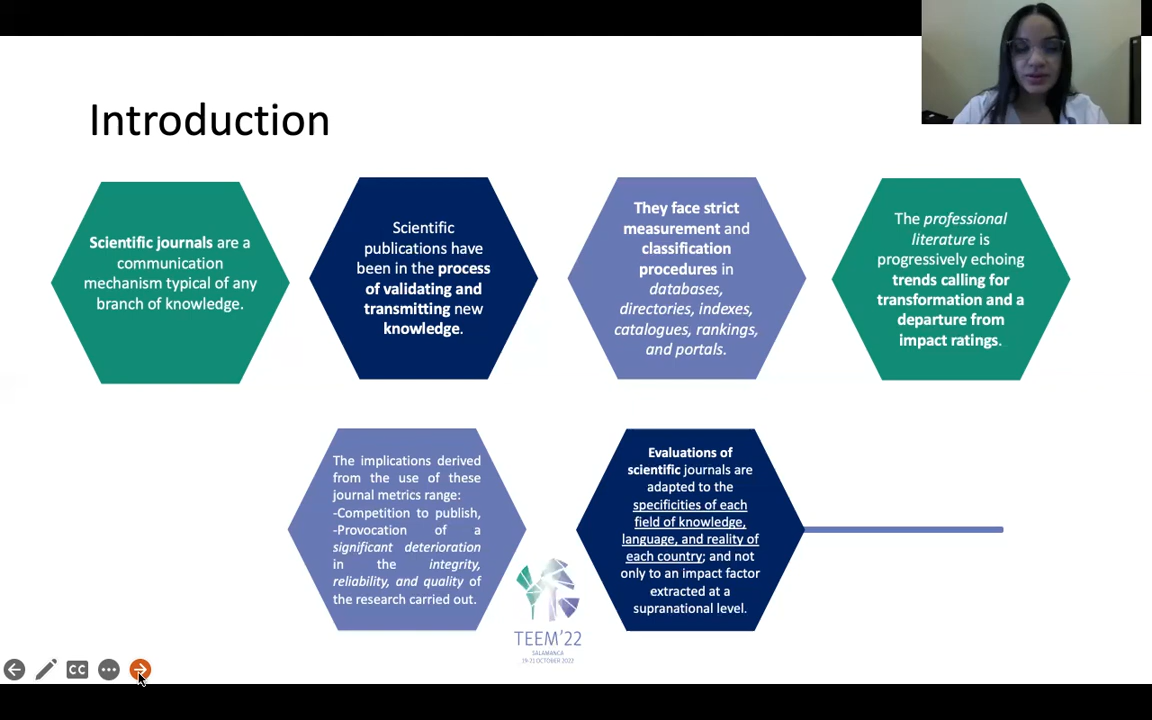 Introduction
Scientific journals are a
communication
mechanism typical of any
branch of knowledge.
Scientific
publications have
been in the process
of validating and
transmitting new
knowledge.
They face strict
measurement and
classification
procedures in
databases,
directories, indexes,
catalogues, rankings,
and portals.
The professional
literature is
progressively echoing
trends calling for
transformation and a
departure from
impact ratings.
The implications derived
from the use of these
journal metrics range:
-Competition to publish,
-Provocation of a
significant deterioration
in the integrity,
reliability, and quality of
the research carried out.
Evaluations of
scientific journals are
adapted to the
specificities of each
field of knowledge,
language, and reality of
each country; and not
only to an impact factor
extracted at a
supranational level.
TEEM'22
SALAMANCA
19-21 OCTOBER 2022
CC